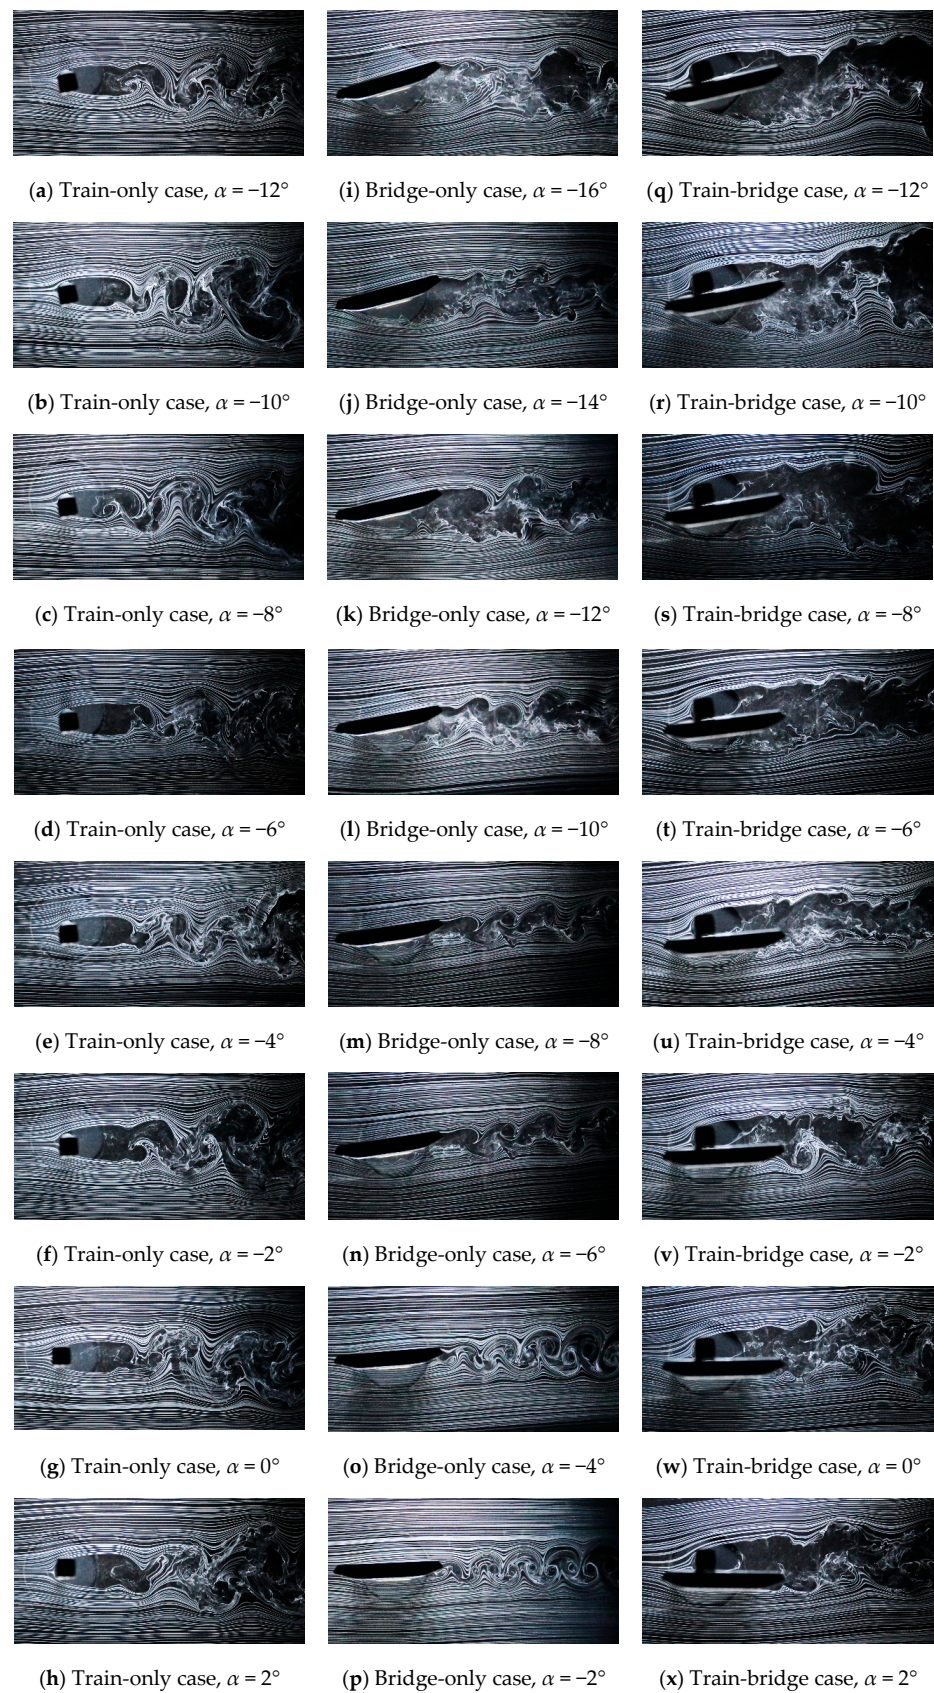 (a) Train-only case, α = −12°
(i) Bridge-only case, α = −16°
(q) Train-bridge case, α = −12°
(b) Train-only case, α = −10°
(j) Bridge-only case, α = −14°
(r) Train-bridge case, α = −10°
(c) Train-only case, α = −8°
(k) Bridge-only case, α = −12°
(s) Train-bridge case, α = −8°
(d) Train-only case, α = −6°
(l) Bridge-only case, α = −10°
(t) Train-bridge case, α = −6°
(e) Train-only case, α = −4°
(m) Bridge-only case, α = −8°
(u) Train-bridge case, α = −4°
(f) Train-only case, α = −2°
(n) Bridge-only case, α = −6°
(v) Train-bridge case, α = −2°
(g) Train-only case, α = 0°
(o) Bridge-only case, α = −4°
(w) Train-bridge case, α = 0°
(h) Train-only case, α = 2°
(p) Bridge-only case, α = −2°
(x) Train-bridge case, α = 2°